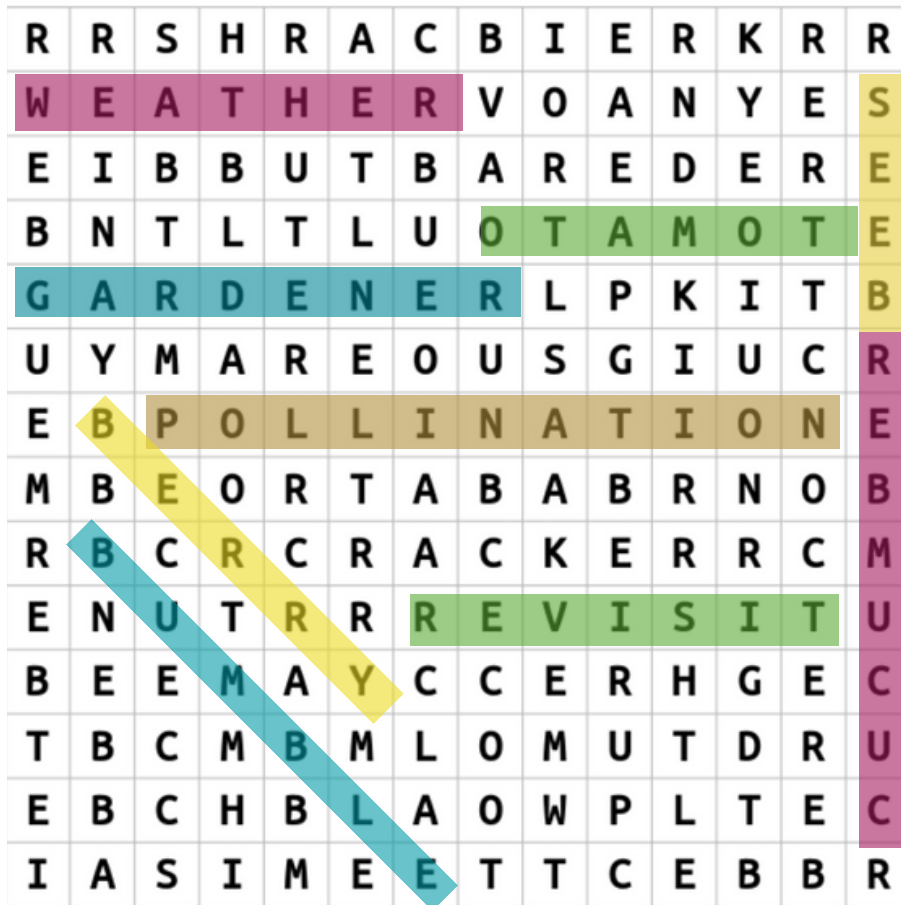 R R S H R A C B I E R K R R
W E A T H E R V O A N Y E S
E I B B U T B A R E D E R E
B N T L T L U O T A M O T E
G A R D E N E R L P K I T B
U Y M A R E O U S G I U C R
E B P O L L I N A T I O N E
M B E O R T A B A B R N O B
R B C R C R A C K E R R C M
E N U T R R R E V I S I T U
B E E M A Y C C E R H G E C
T B C M B M L O M U T D R U
E B C H B L A O W P L T E C
I A S I M E E T T C E B B R